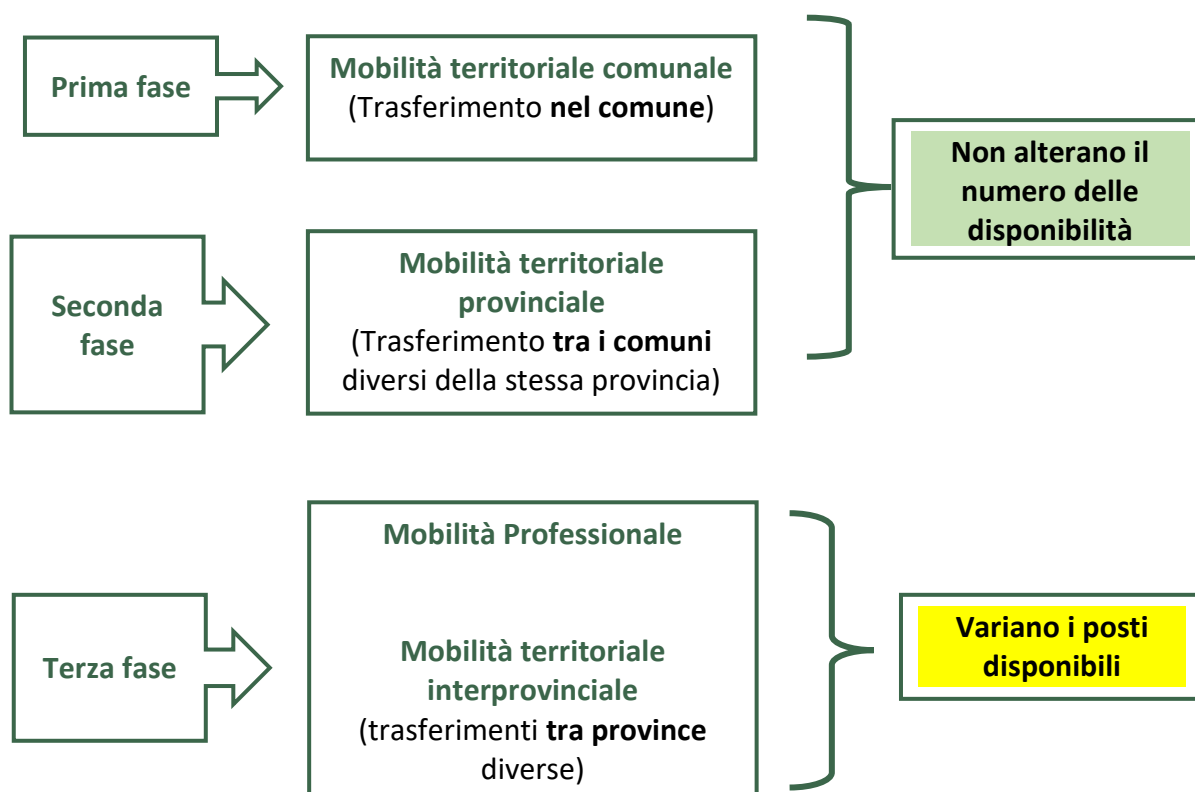 Prima fase
Mobilità territoriale comunale
(Trasferimento nel comune)
Non alterano il
numero delle
disponibilità
Seconda
fase
Mobilità territoriale
provinciale
(Trasferimento tra i comuni
diversi della stessa provincia)
Terza fase
Mobilità Professionale
Mobilità territoriale
interprovinciale
(trasferimenti tra province
diverse)
Variano i posti
disponibili